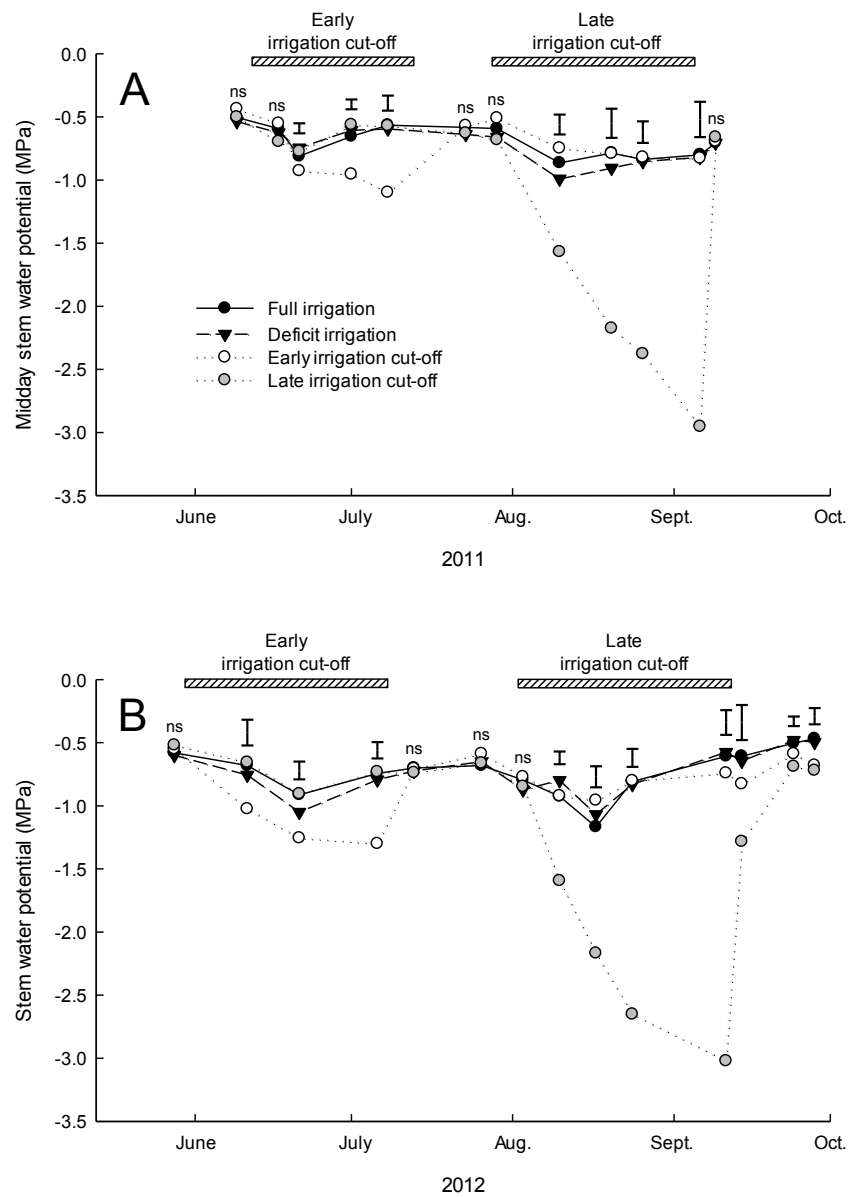 Early
irrigation cut-off
Late
irrigation cut-off
0.0
A
ns
ns
ns
ns
ns
-0.5
-1.0
-1.5
-2.0
-2.5
-3.0
-3.5
Midday stem water potential (MPa)
Full irrigation
Deficit irrigation
Early irrigation cut-off
Late irrigation cut-off
June
July
Aug.
Sept.
Oct.
2011
Early
irrigation cut-off
Late
irrigation cut-off
0.0
B
ns
ns
ns
ns
-0.5
-1.0
-1.5
-2.0
-2.5
-3.0
-3.5
Stem water potential (MPa)
June
July
Aug.
Sept.
Oct.
2012